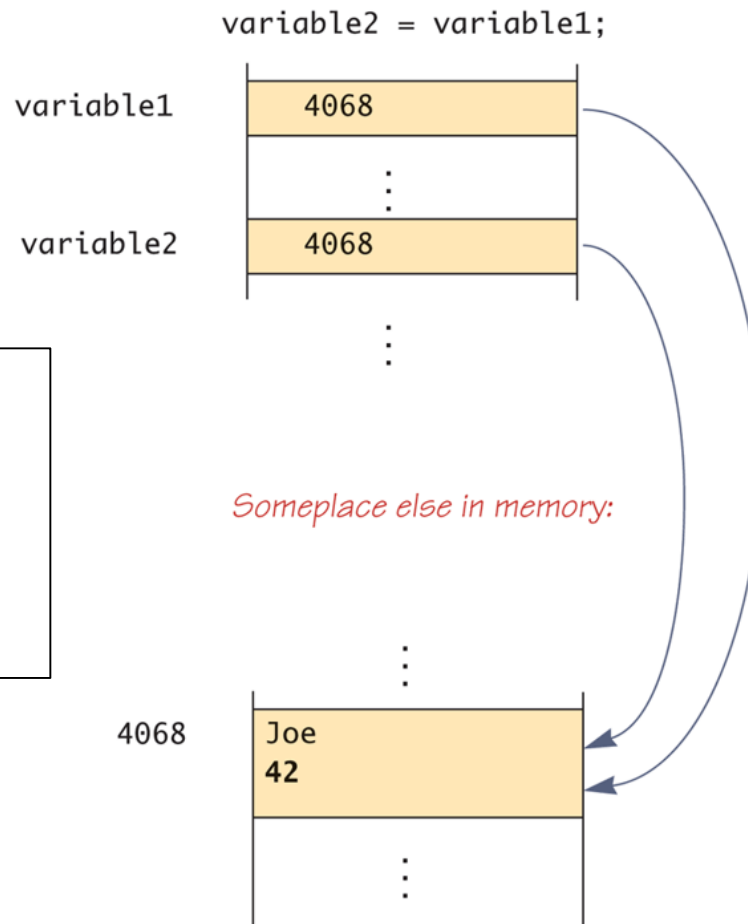 variable2 = variable1;
variable1 4068
variable2 4068
Someplace else in memory:
4068 Joe
42